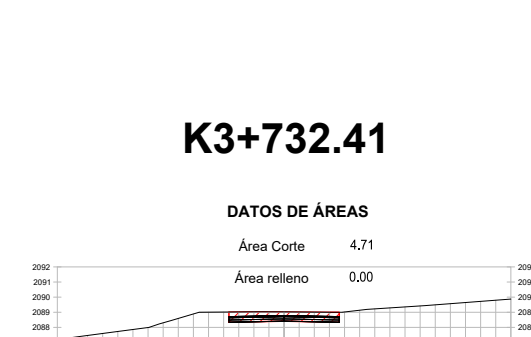 K3+732.41
DATOS DE ÁREAS
Área Corte 4.71
2092
Área relleno 0.00
2091
2090
2089
2088